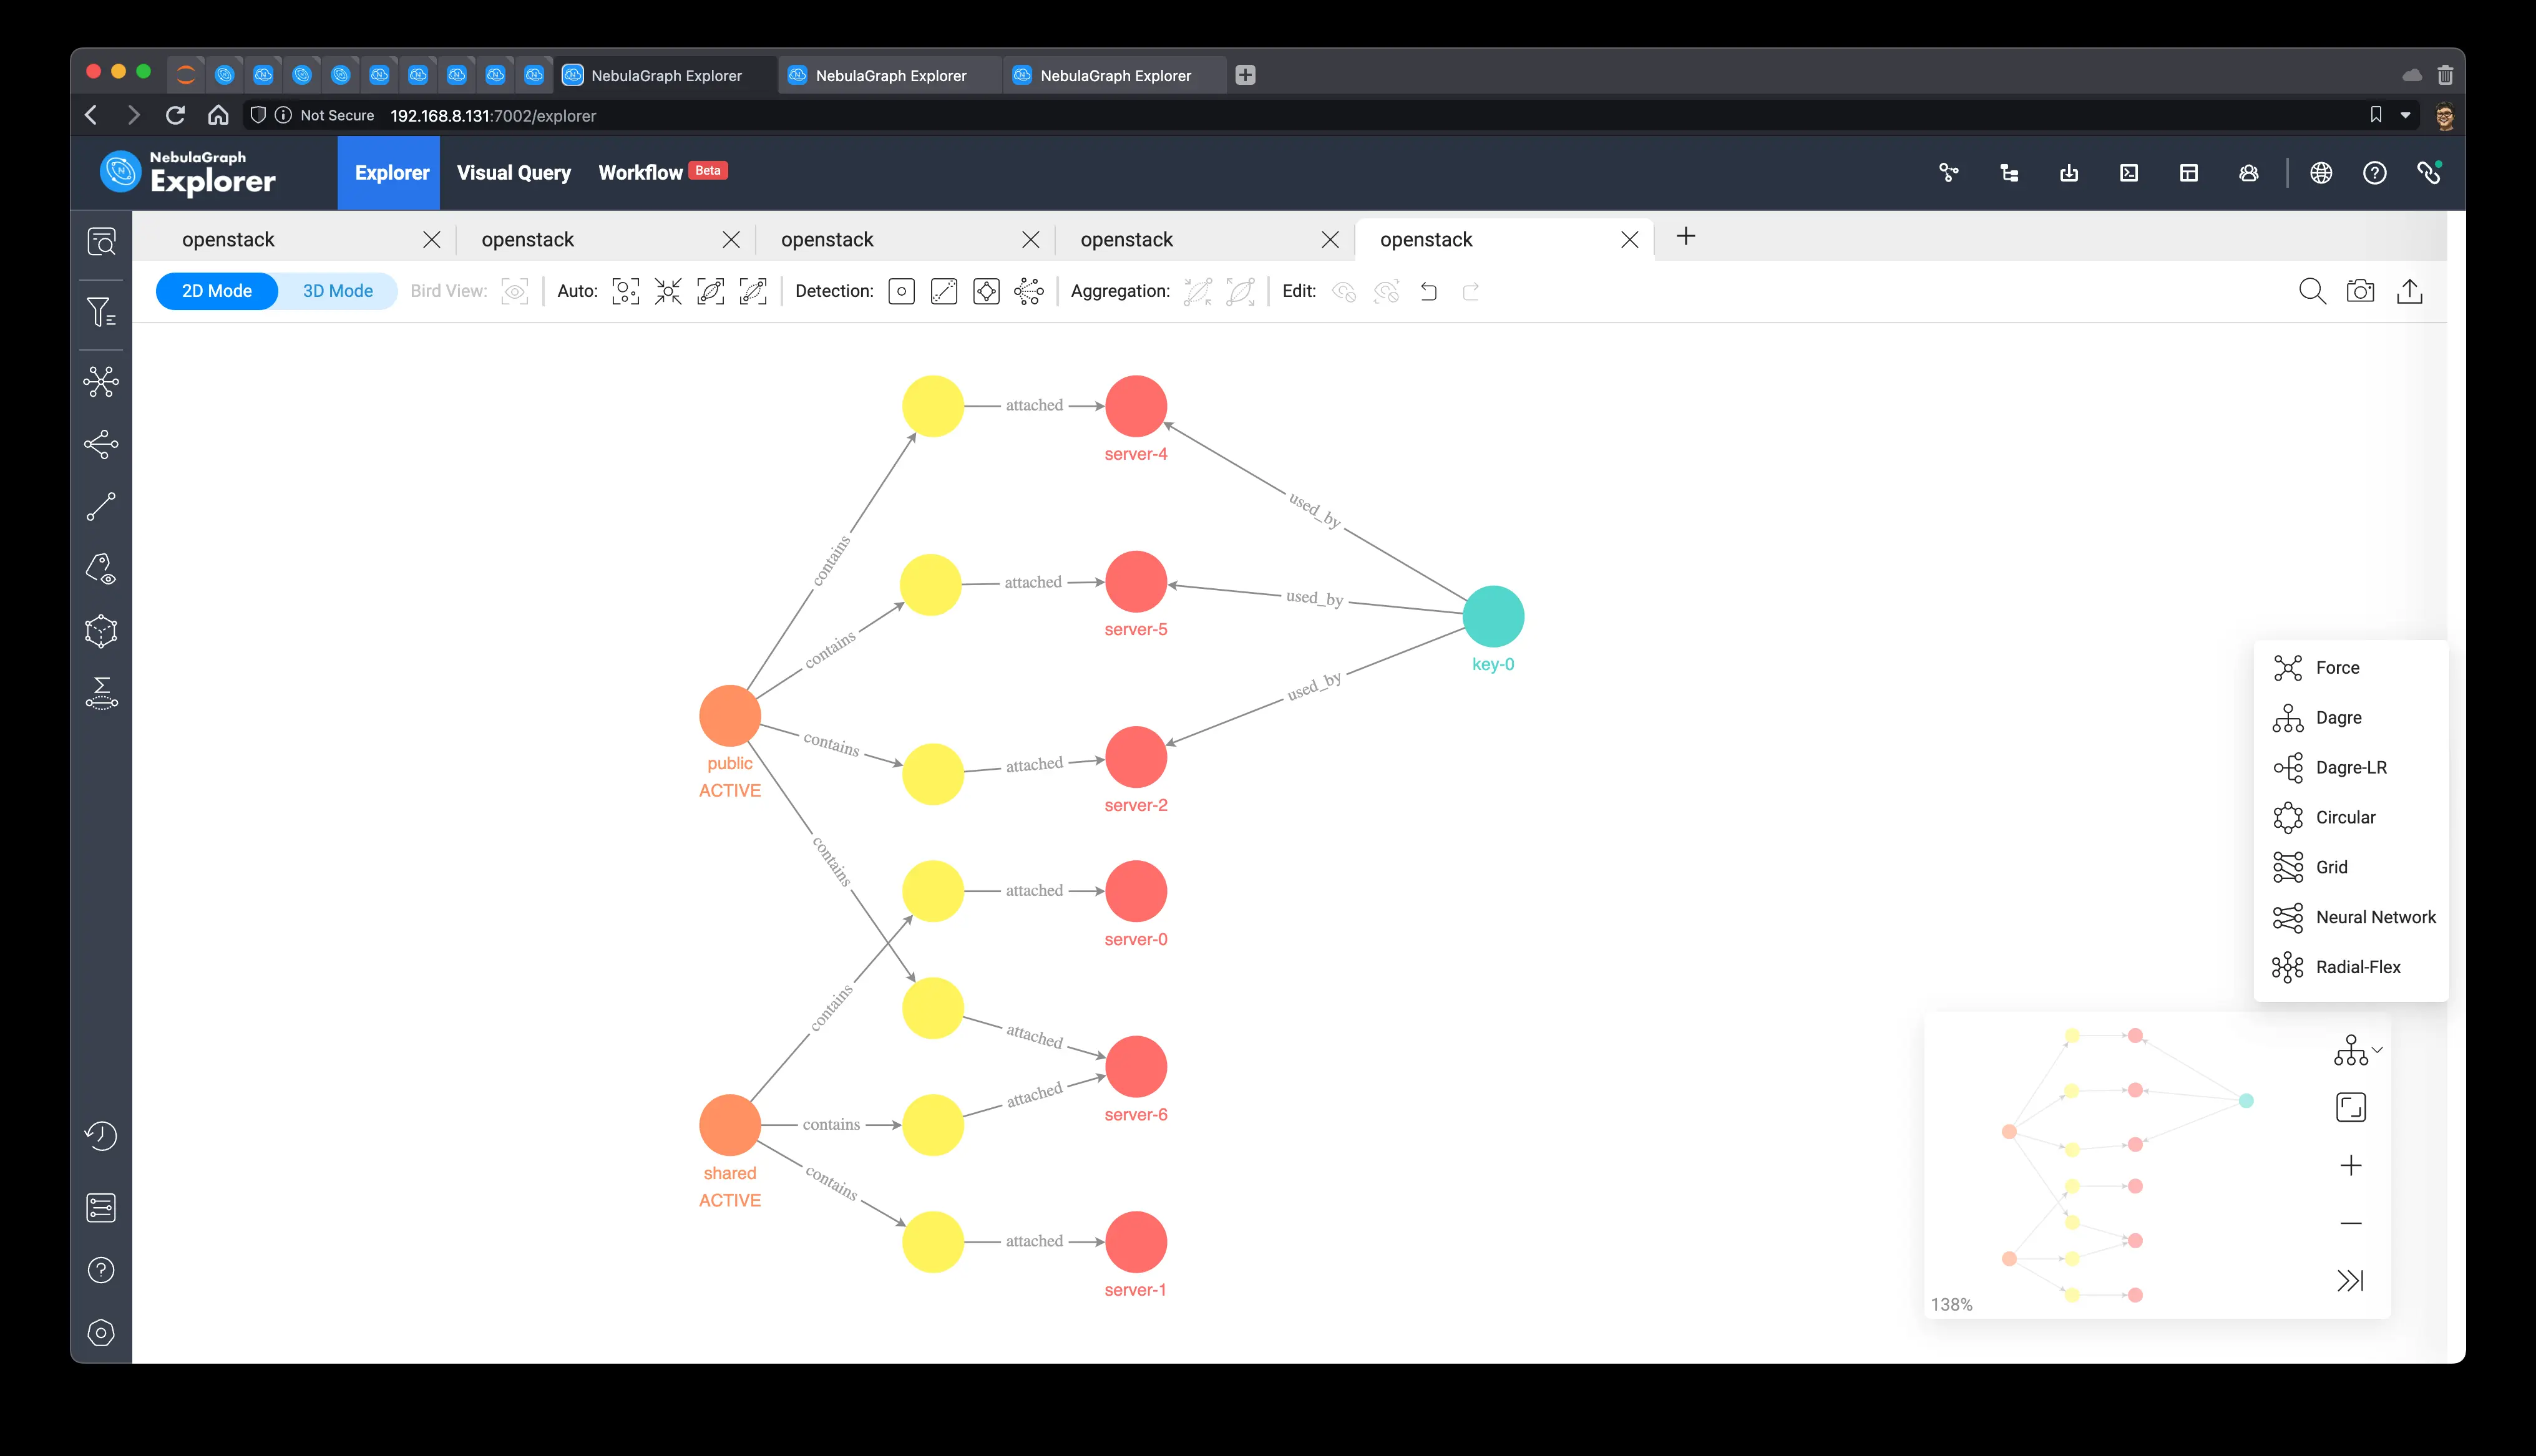 NebulaGraph Explorer
NebulaGraph Explorer
NebulaGraph Explorer
Not Secure 192.168.8.131:7002/explorer
NebulaGraph
Explorer
Explorer
Visual Query
Workflow Beta
openstack
openstack
openstack
openstack
openstack
2D Mode
3D Mode
Bird View:
Auto:
Detection:
Aggregation:
Edit:
attached
server-4
used_by
contains
attached
server-5
used_by
contains
key-0
used_by
public
ACTIVE
contains
attached
server-2
contains
attached
server-0
contains
attached
server-6
attached
shared
ACTIVE
contains
contains
attached
server-1
Force
Dagre
Dagre-LR
Circular
Grid
Neural Network
Radial-Flex
138%